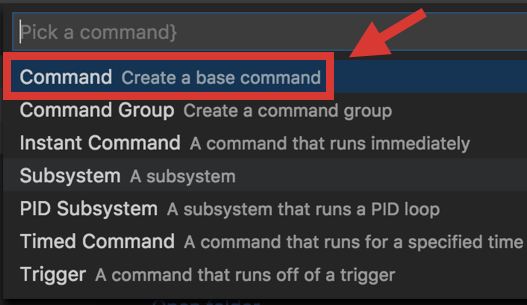 Pick a command}
Command Create a base command
Command Group Create a command group
Instant Command A command that runs immediately
Subsystem A subsystem
PID Subsystem A subsystem that runs a PID loop
Timed Command A command that runs for a specified time
Trigger A command that runs off of a trigger